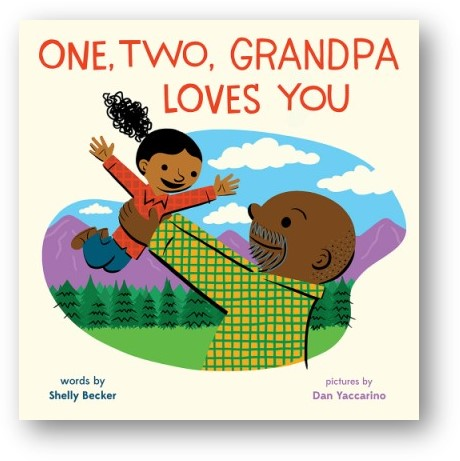 ONE, TWO, GRANDPA
LOVES YOU
words by
Shelly Becker
pictures by
Dan Yaccarino